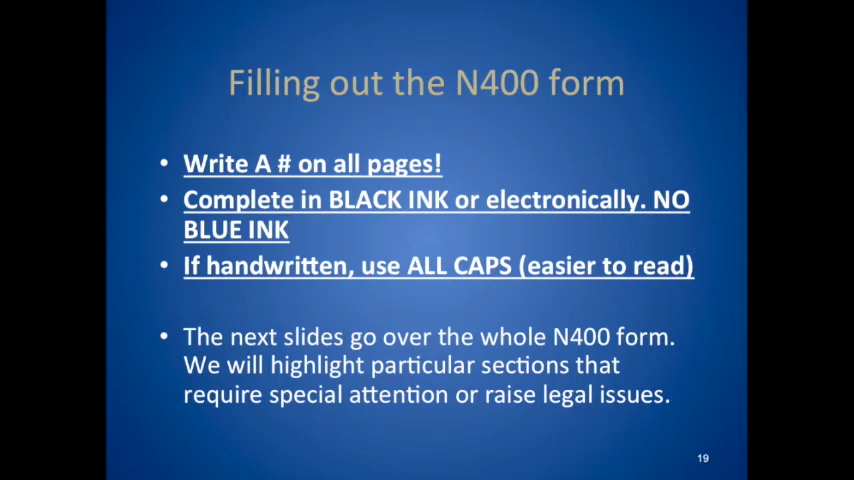 Filling out the N400 form
• Write A # on all pages!
• Complete in BLACK INK or electronically. NO
BLUE INK
• If handwritten, use ALL CAPS (easier to read)
• The next slides go over the whole N400 form.
We will highlight particular sections that
require special attention or raise legal issues.
19